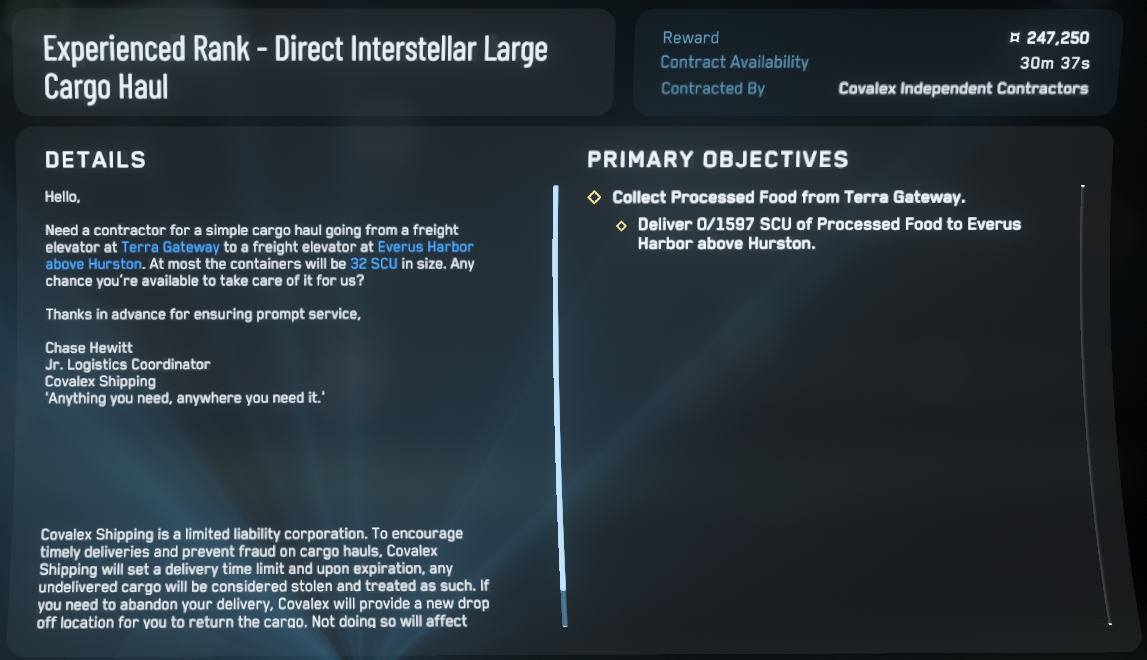 Experienced Rank - Direct Interstellar Large
Cargo Haul
Reward ¤ 247,250
Contract Availability 30m 37s
Contracted By Covalex Independent Contractors
DETAILS
Hello,
Need a contractor for a simple cargo haul going from a freight
elevator at Terra Gateway to a freight elevator at Everus Harbor
above Hurston. At most the containers will be 32 SCU in size. Any
chance you're available to take care of it for us?
Thanks in advance for ensuring prompt service,
Chase Hewitt
Jr. Logistics Coordinator
Covalex Shipping
'Anything you need, anywhere you need it.'
Covalex Shipping is a limited liability corporation. To encourage
timely deliveries and prevent fraud on cargo hauls, Covalex
Shipping will set a delivery time limit and upon expiration, any
undelivered cargo will be considered stolen and treated as such. If
you need to abandon your delivery, Covalex will provide a new drop
off location for you to return the cargo. Not doing so will affect
PRIMARY OBJECTIVES
Collect Processed Food from Terra Gateway.
Deliver 0/1597 SCU of Processed Food to Everus
Harbor above Hurston.